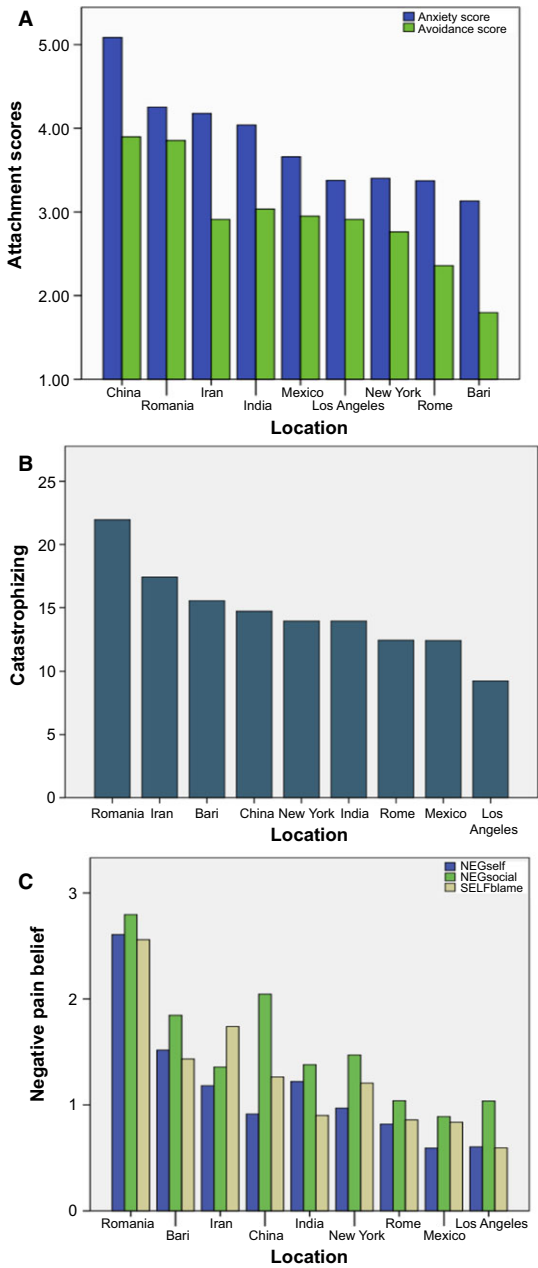 A
Anxiety score
Avoidance score
5.00
4.00
3.00
2.00
1.00
Attachment scores
China Iran Mexico New York Bari
Romania India Los Angeles Rome
Location
B
25
20
15
10
5
0
Catastrophizing
Romania Iran Bari China New York India Rome Mexico Los
Angeles
Location
C
NEGself
NEGsocial
SELFblame
3
2
1
0
Negative pain belief
Romania Iran India Rome Los Angeles
Bari China New York Mexico
Location